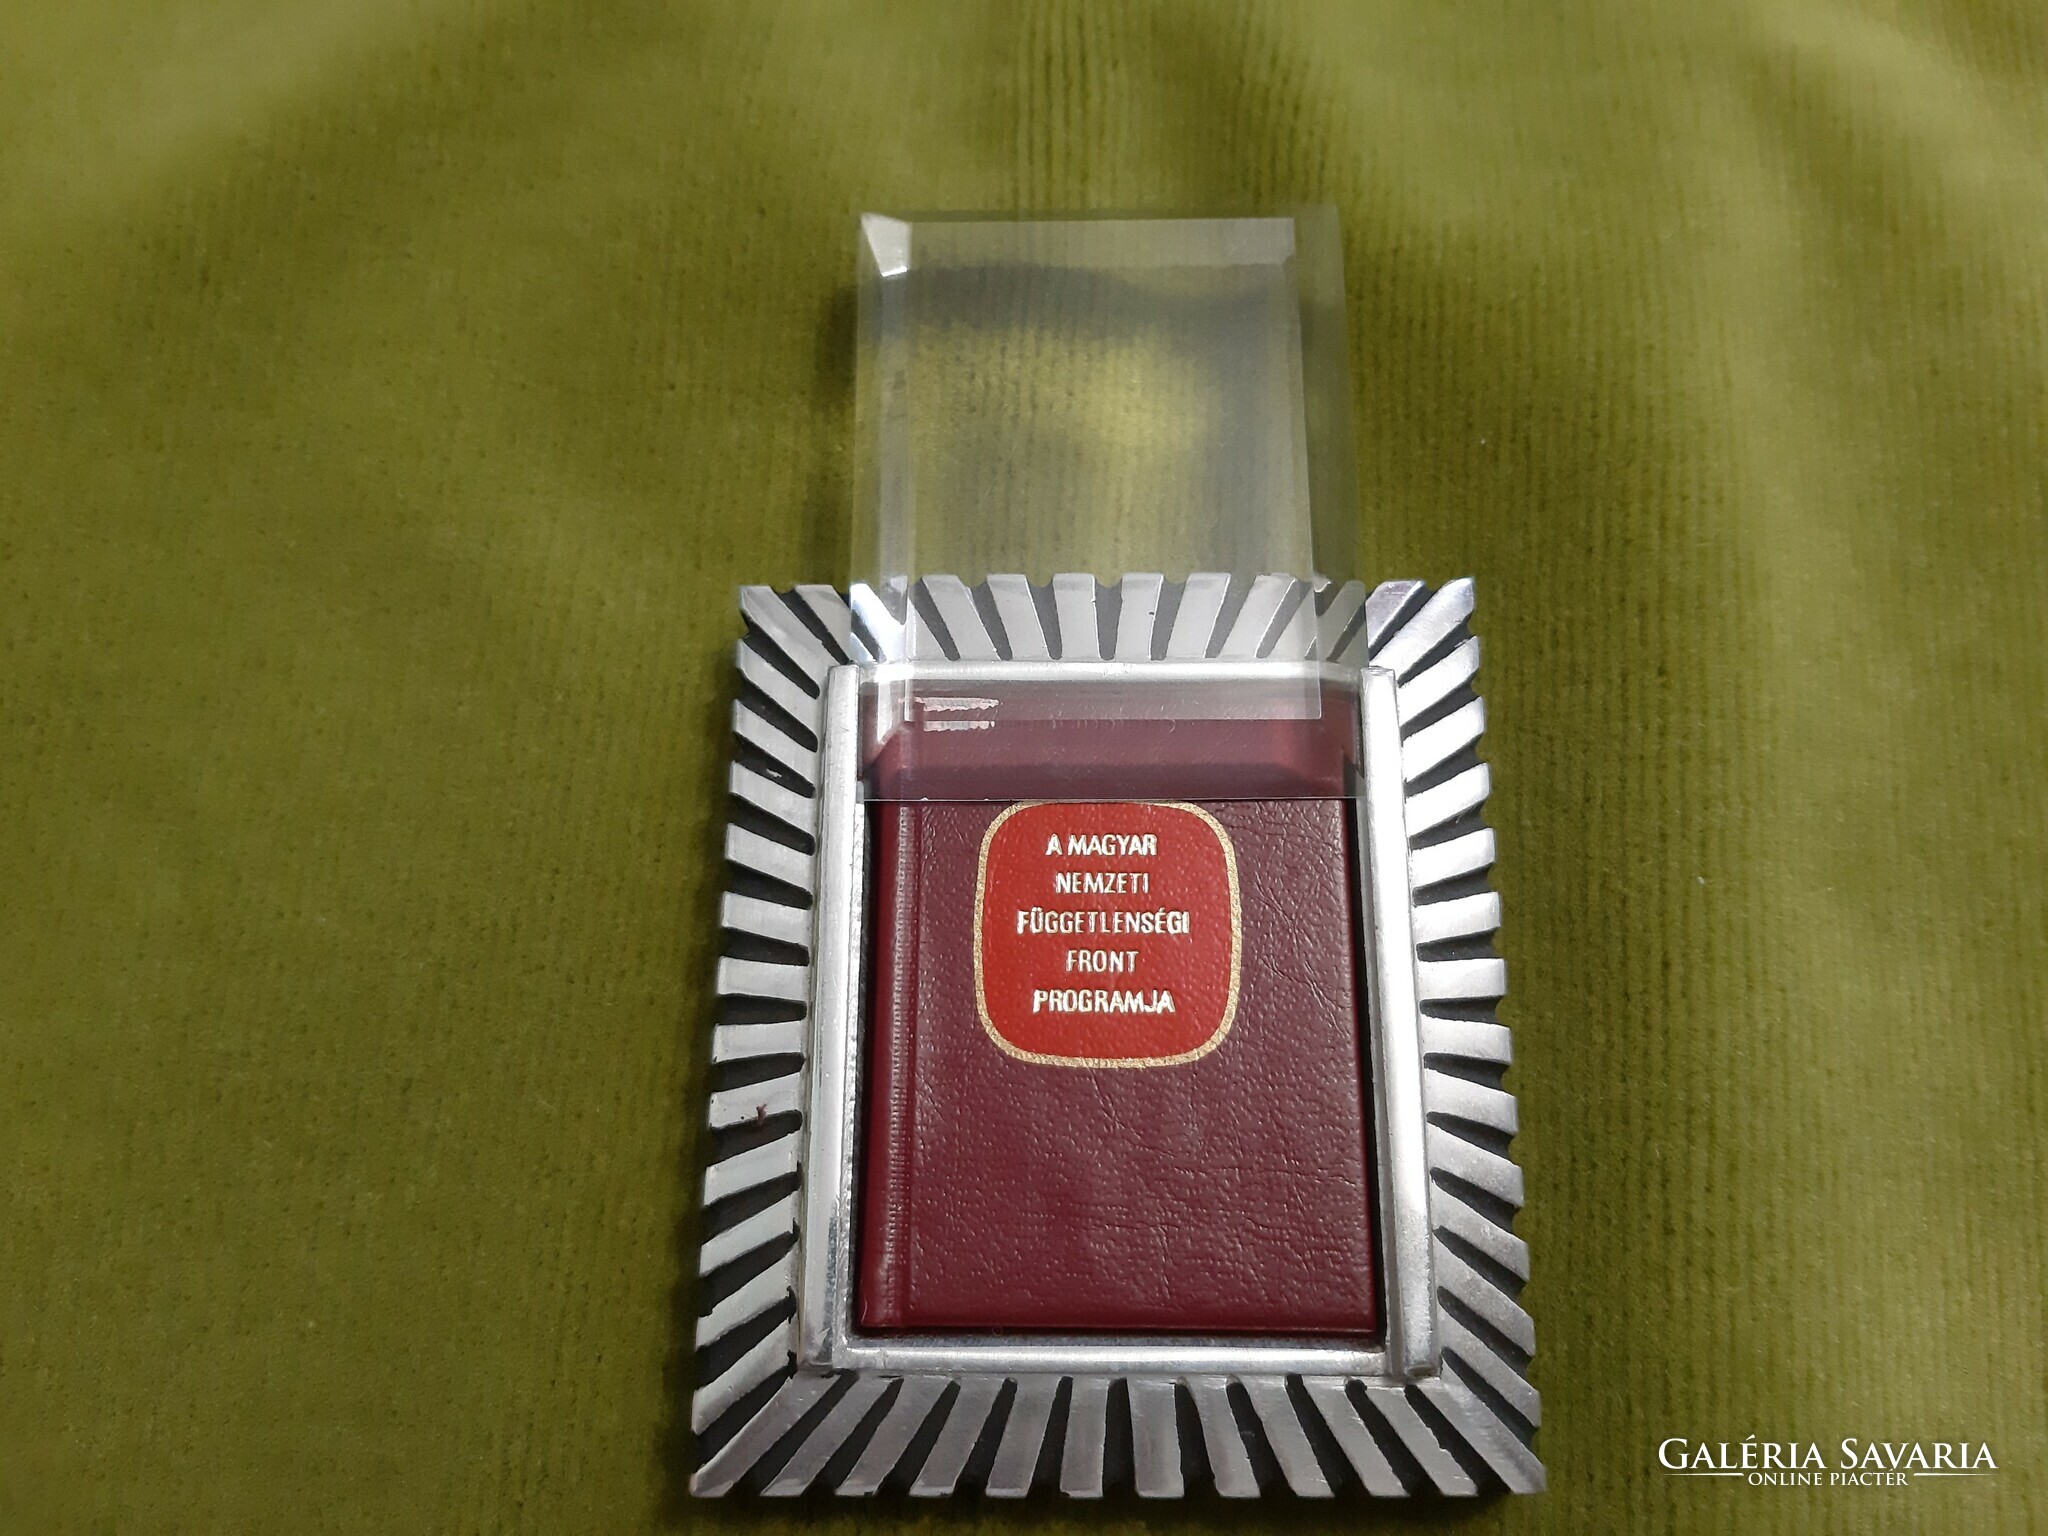 A MAGYAR
NEMZETI
FÜGGETLENSÉGI
FRONT
PROGRAMJA
GALÉRIA SAVARIA
ONLINE PIACTÉR